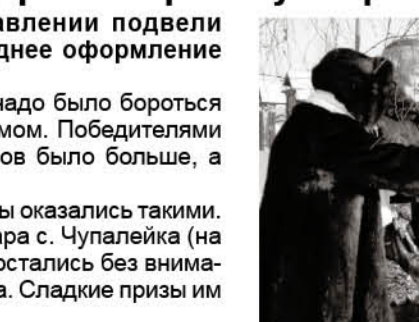 авлении подвели
днее оформление
надо было бороться
мом. Победителями
ов было больше, а
ы оказались такими.
ара с. Чупалейка (на
остались без внима-
а. Сладкие призы им